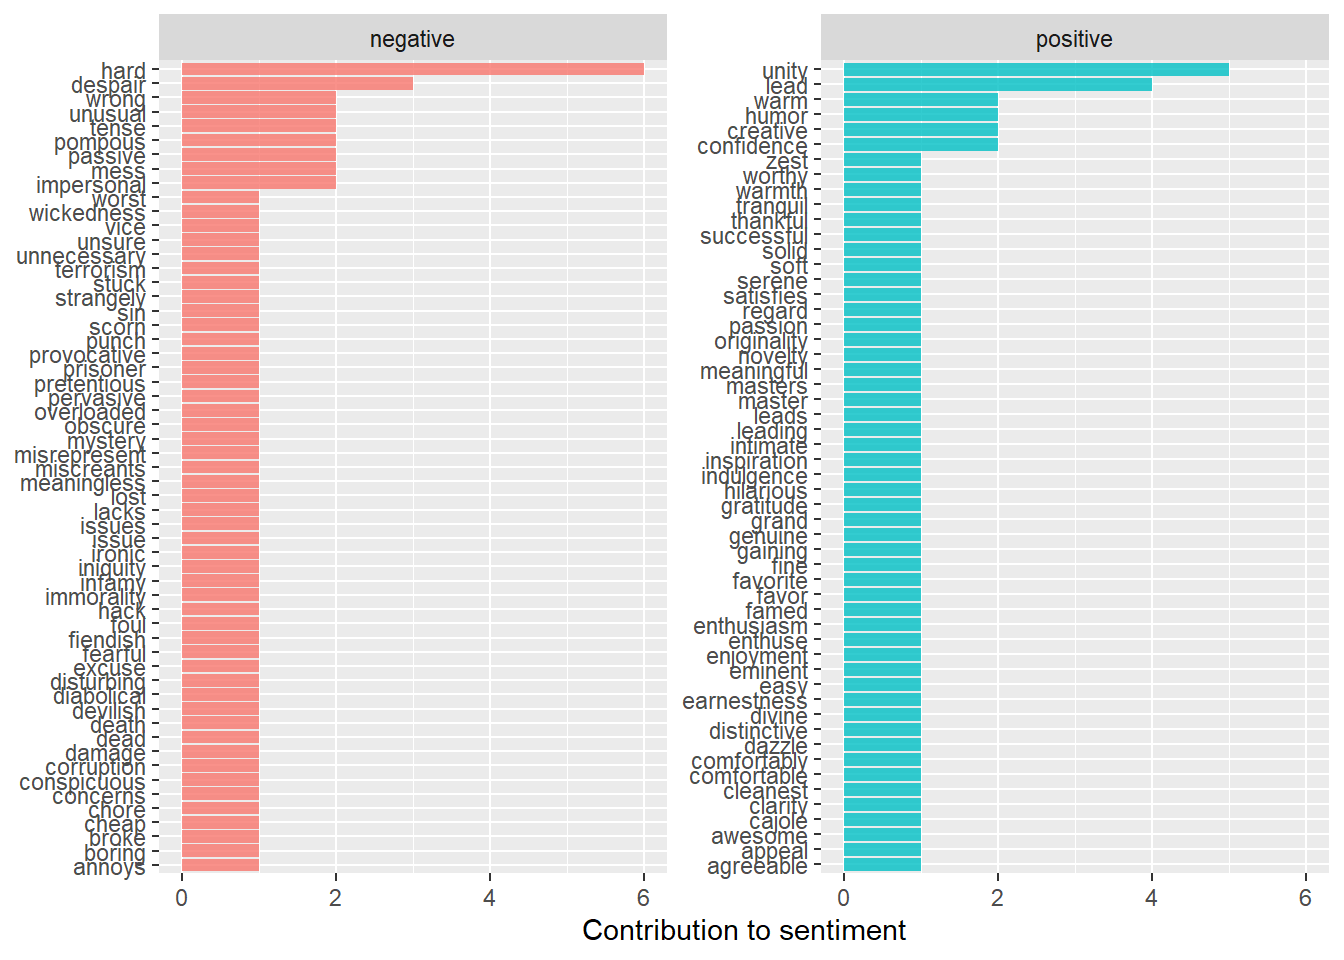 negative
hard
despair
wrong
unusual
tense
pompous
passive
mess
impersonal
worst
wickedness
vice
unsure
unnecessary
terrorism
stuck
strangely
sin
scorn
punch
provocative
prisoner
pretentious
pervasive
overloaded
obscure
mystery
misrepresent
miscreants
meaningless
lost
lacks
issues
issue
ironic
iniquity
infamy
immorality
hack
foul
fiendish
fearful
excuse
disturbing
diabolical
devilish
death
dead
damage
corruption
conspicuous
concerns
chore
cheap
broke
boring
annoys
0 2 4 6
positive
unity
lead
warm
humor
creative
confidence
zest
worthy
warmth
tranquil
thankful
successful
solid
soft
serene
satisfies
regard
passion
originality
novelty
meaningful
masters
master
leads
leading
intimate
inspiration
indulgence
hilarious
gratitude
grand
genuine
gaining
fine
favorite
favor
famed
enthusiasm
enthuse
enjoyment
eminent
easy
earnestness
divine
distinctive
dazzle
comfortably
comfortable
cleanest
clarity
cajole
awesome
appeal
agreeable
0 2 4 6
Contribution to sentiment